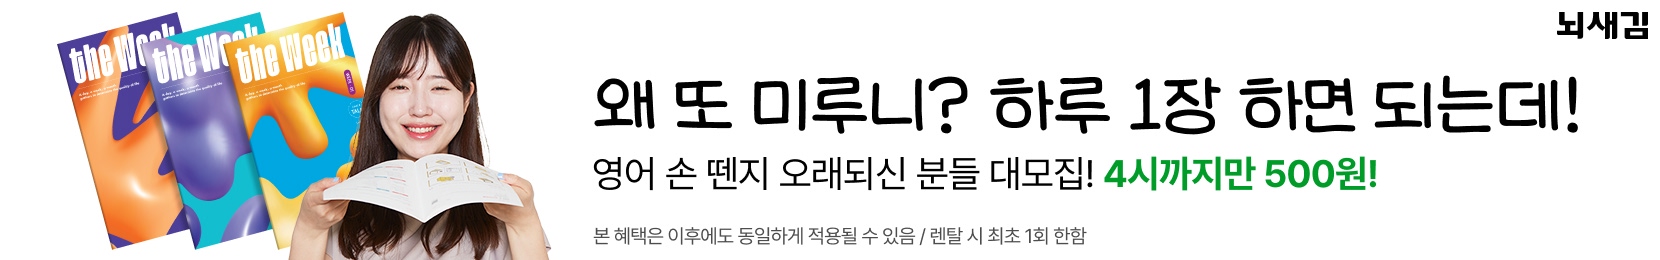 the Week
the Week
the Week
뇌새김
왜 또 미루니? 하루 1장 하면 되는데!
영어 손 뗀지 오래되신 분들 대모집! 4시까지만 500원!
본 혜택은 이후에도 동일하게 적용될 수 있음 / 렌탈 시 최초 1회 한함